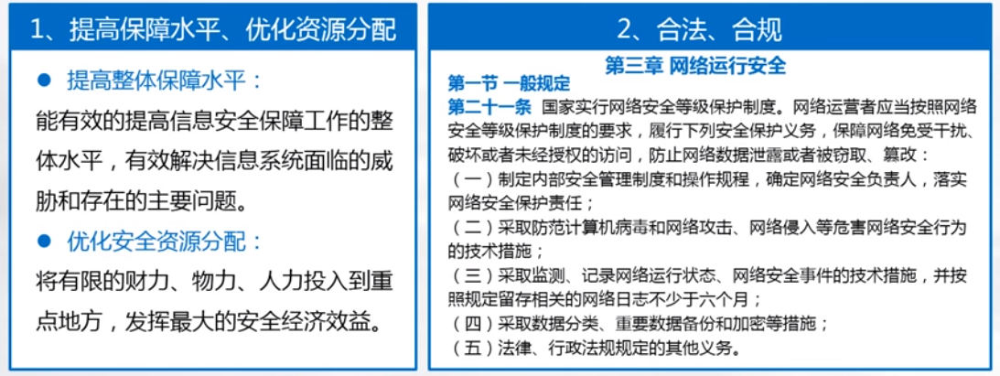 1、提高保障水平、优化资源分配
● 提高整体保障水平：
能有效的提高信息安全保障工作的整
体水平，有效解决信息系统面临的威
胁和存在的主要问题。
● 优化安全资源分配：
将有限的财力、物力、人力投入到重
点地方，发挥最大的安全经济效益。
2、合法、合规
第三章 网络运行安全
第一节 一般规定
第二十一条 国家实行网络安全等级保护制度。网络运营者应当按照网络
安全等级保护制度的要求，履行下列安全保护义务，保障网络免受干扰、
破坏或者未经授权的访问，防止网络数据泄露或者被窃取、篡改：
（一）制定内部安全管理制度和操作规程，确定网络安全负责人，落实
网络安全保护责任；
（二）采取防范计算机病毒和网络攻击、网络侵入等危害网络安全行为
的技术措施；
（三）采取监测、记录网络运行状态、网络安全事件的技术措施，并按
照规定留存相关的网络日志不少于六个月；
（四）采取数据分类、重要数据备份和加密等措施；
（五）法律、行政法规规定的其他义务。